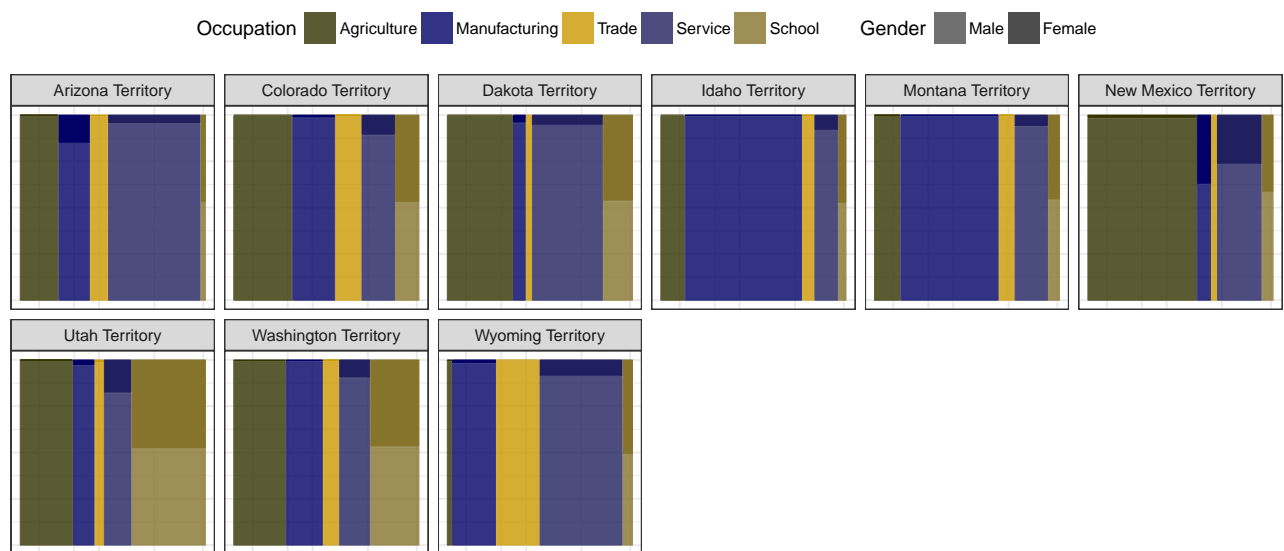 Occupation Agriculture Manufacturing Trade Service School Gender Male Female
Arizona Territory Colorado Territory Dakota Territory Idaho Territory Montana Territory New Mexico Territory
Utah Territory Washington Territory Wyoming Territory